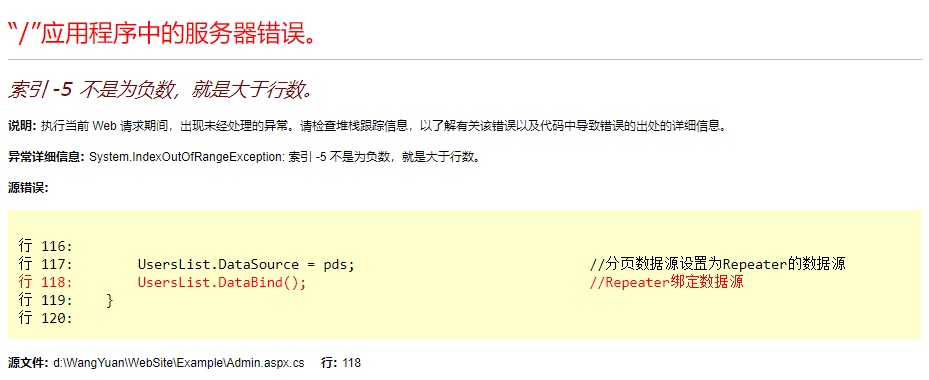 “/”应用程序中的服务器错误。
索引 -5 不是为负数，就是大于行数。
说明: 执行当前 Web 请求期间，出现未经处理的异常。请检查堆栈跟踪信息，以了解有关该错误以及代码中导致错误的出处的详细信息。
异常详细信息: System.IndexOutOfRangeException: 索引 -5 不是为负数，就是大于行数。
源错误:
行 116:
行 117:        UsersList.DataSource = pds;                              //分页数据源设置为Repeater的数据源
行 118:        UsersList.DataBind();                                    //Repeater绑定数据源
行 119:    }
行 120:
源文件: d:\WangYuan\WebSite\Example\Admin.aspx.cs    行: 118